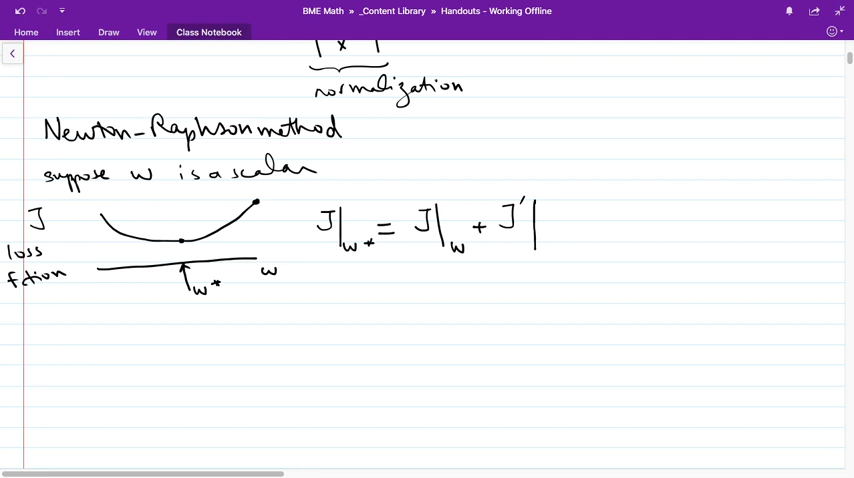 BME Math » _Content Library » Handouts - Working Offline
Home Insert Draw View Class Notebook
| x |
normalization
Newton-Raphson method
suppose w is a scalar
J
loss
fction
w
w*
J|w* = J|w + J'|